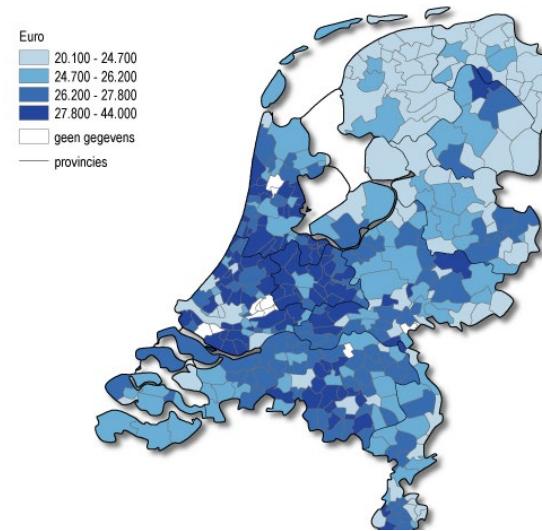 Euro
20.100 - 24.700
24.700 - 26.200
26.200 - 27.800
27.800 - 44.000
geen gegevens
provincies